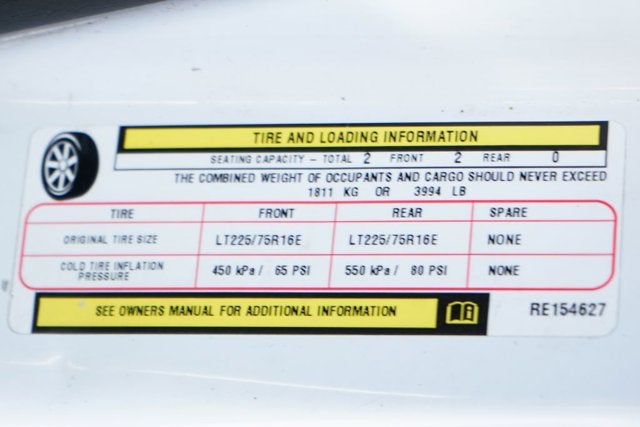 TIRE AND LOADING INFORMATION
SEATING CAPACITY - TOTAL 2 FRONT 2 REAR 0
THE COMBINED WEIGHT OF OCCUPANTS AND CARGO SHOULD NEVER EXCEED
1811 KG OR 3994 LB
TIRE FRONT REAR SPARE
ORIGINAL TIRE SIZE LT225/75R16E LT225/75R16E NONE
COLD TIRE INFLATION
PRESSURE 450 kPa / 65 PSI 550 kPa / 80 PSI NONE
SEE OWNERS MANUAL FOR ADDITIONAL INFORMATION RE154627